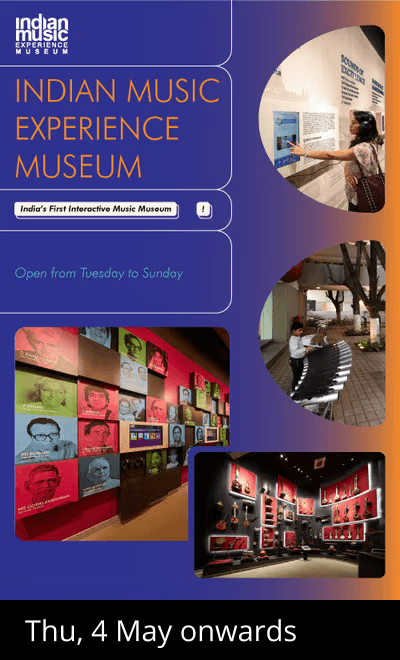 indian
music
EXPERIENCE
MUSEUM
INDIAN MUSIC
EXPERIENCE
MUSEUM
India's First Interactive Music Museum !
Open from Tuesday to Sunday
Thu, 4 May onwards